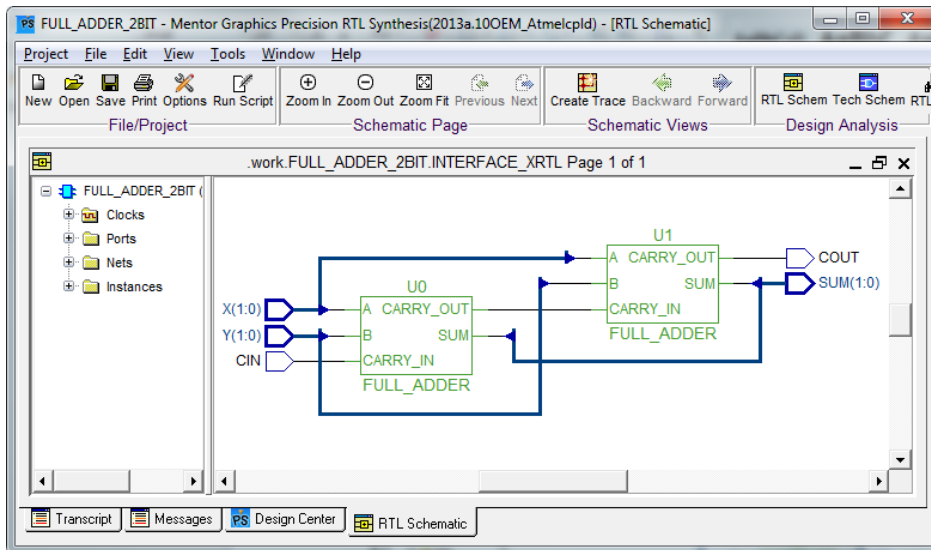 FULL_ADDER_2BIT - Mentor Graphics Precision RTL Synthesis(2013a.10OEM_Atmelcpld) - [RTL Schematic]
Project File Edit View Tools Window Help
New Open Save Print Options Run Script Zoom In Zoom Out Zoom Fit Previous Next Create Trace Backward Forward RTL Schem Tech Schem RTL
File/Project Schematic Page Schematic Views Design Analysis
.work.FULL_ADDER_2BIT.INTERFACE_XRTL Page 1 of 1
FULL_ADDER_2BIT (
Clocks
Ports
Nets
Instances
U1
A CARRY_OUT COUT
B SUM SUM(1:0)
CARRY_IN
FULL_ADDER
U0
X(1:0) A CARRY_OUT
Y(1:0) B SUM
CIN CARRY_IN
FULL_ADDER
Transcript Messages PS Design Center RTL Schematic